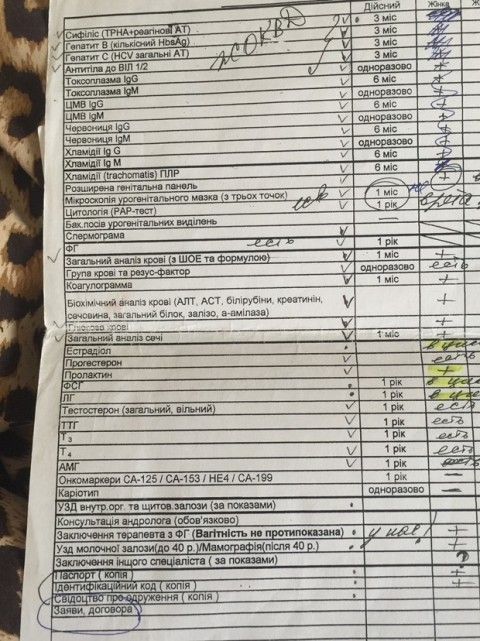 Дійсний Жінка
Сифіліс (ТРНА+реагінові АТ) 3 міс
Гепатит В (кількісний HbsAg) 3 міс
Гепатит С (HCV загальні АТ) 3 міс +
Антитіла до ВІЛ 1/2 3 міс +
Токсоплазма IgG одноразово +
Токсоплазма IgM 6 міс +
ЦМВ IgG одноразово +
ЦМВ IgM 6 міс +
Червониця IgG одноразово +
Червониця IgM 6 міс +
Хламідії Ig G одноразово +
Хламідії Ig M 6 міс +
Хламідії (trachomatis) ПЛР 6 міс +
Розширена генітальна панель
Мікроскопія урогенітального мазка (з трьох точок) 1 міс
Цитологія (РАР-тест) 1 рік
Бак.посів урогенітальних виділень —
Спермограма
ФГ есть 1 рік +
Загальний аналіз крові (з ШОЕ та формулою) 1 міс +
Група крові та резус-фактор одноразово есть
Коагулограмма +
Біохімічний аналіз крові (АЛТ, АСТ, білірубіни, креатинін,
сечовина, загальний білок, залізо, а-амілаза) +
Глюкоза крові +
Загальний аналіз сечі 1 міс +
Естрадіол
Прогестерон есть
Пролактин +
ФСГ 1 рік
ЛГ 1 рік
Тестостерон (загальний, вільний) 1 рік есть
ТТГ 1 рік есть
Т3 1 рік есть
Т4 1 рік есть
АМГ 1 рік
Онкомаркери СА-125 / СА-153 / НЕ4 / СА-199 1 рік —
Каріотип одноразово —
УЗД внутр.орг. та щитов.залози (за показами)
Консультація андролога (обов'язково)
Заключення терапевта з ФГ (Вагітність не протипоказана) у нас! +
Узд молочної залози(до 40 р.)/Мамографія(після 40 р.) +
Заключення іншого спеціаліста ( за показами) ?
Паспорт ( копія) +
Ідентифікаційний код ( копія) +
Свідоцтво про одруження ( копія )
Заяви, договора